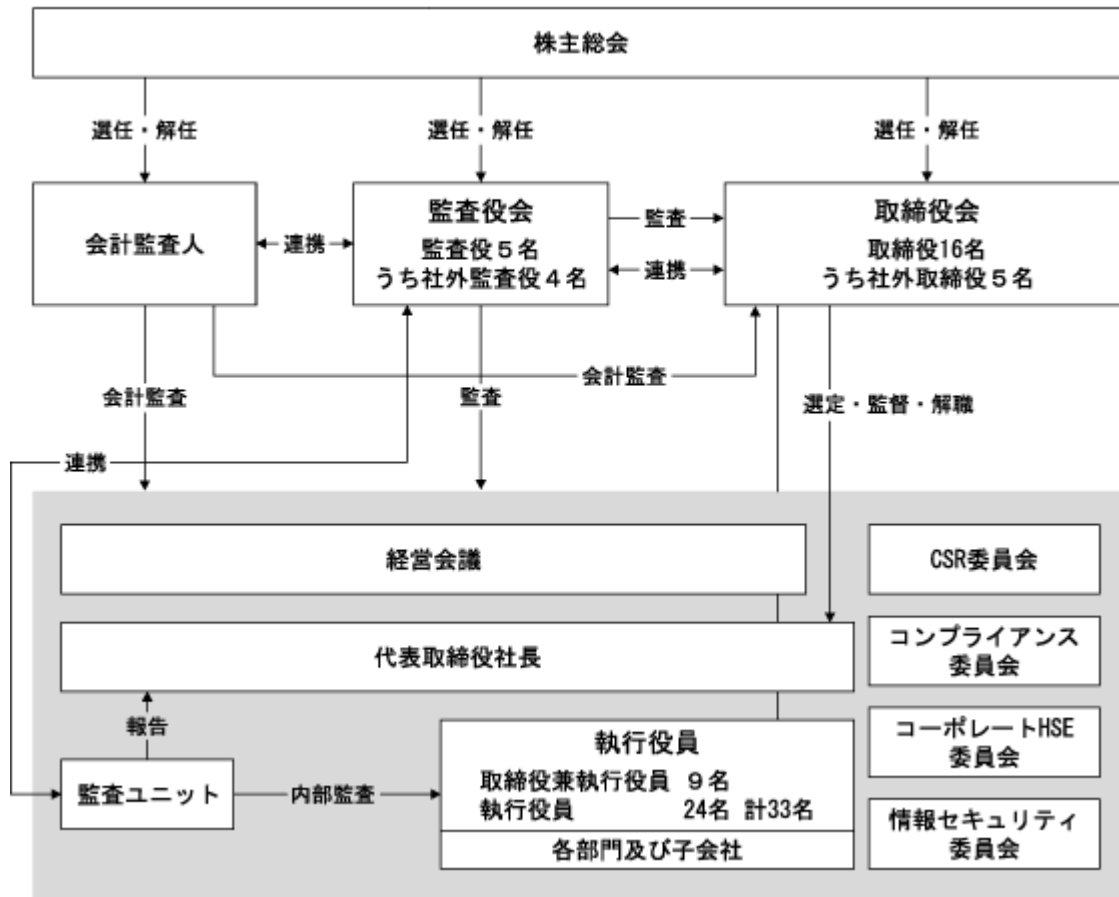 株主総会
選任・解任
選任・解任
選任・解任
会計監査人
連携
監査役会
監査役５名
うち社外監査役４名
監査
連携
取締役会
取締役16名
うち社外取締役５名
会計監査
監査
会計監査
選定・監督・解職
連携
経営会議
CSR委員会
代表取締役社長
コンプライアンス
委員会
報告
監査ユニット
内部監査
執行役員
取締役兼執行役員 ９名
執行役員 24名 計33名
各部門及び子会社
コーポレートHSE
委員会
情報セキュリティ
委員会